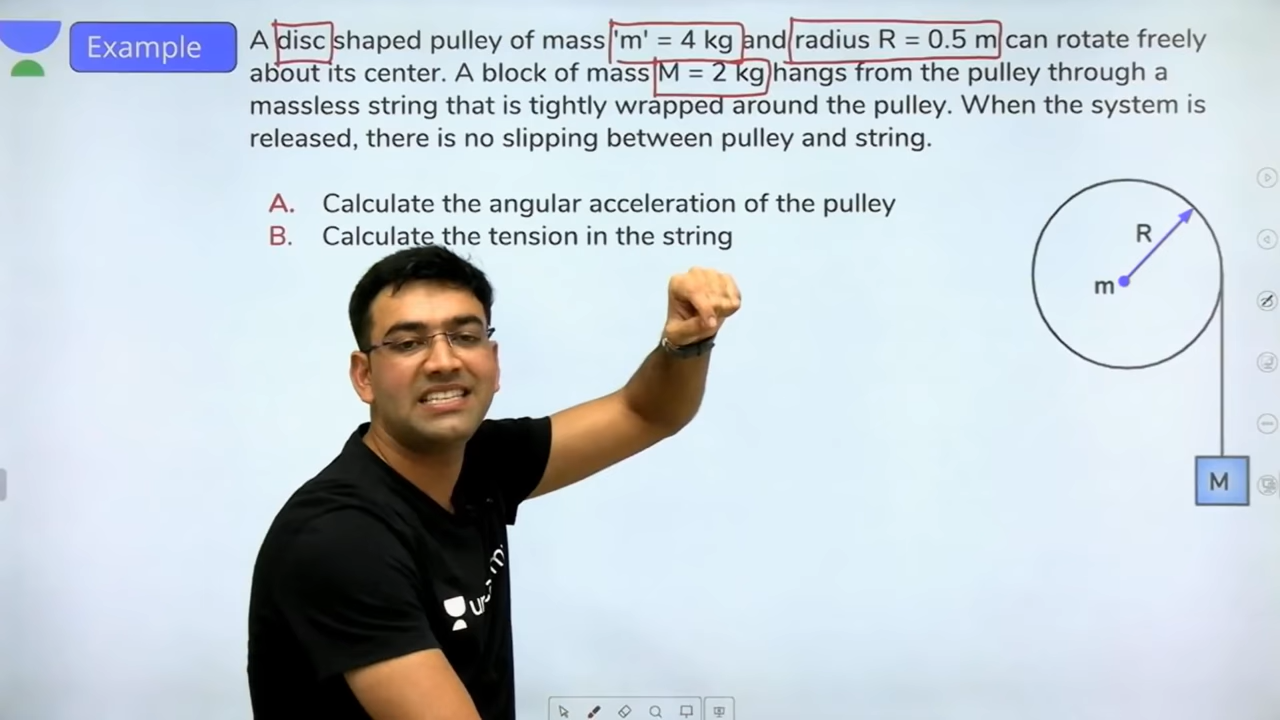 Example
A disc shaped pulley of mass 'm' = 4 kg and radius R = 0.5 m can rotate freely
about its center. A block of mass M = 2 kg hangs from the pulley through a
massless string that is tightly wrapped around the pulley. When the system is
released, there is no slipping between pulley and string.
A. Calculate the angular acceleration of the pulley
B. Calculate the tension in the string
R
m
M